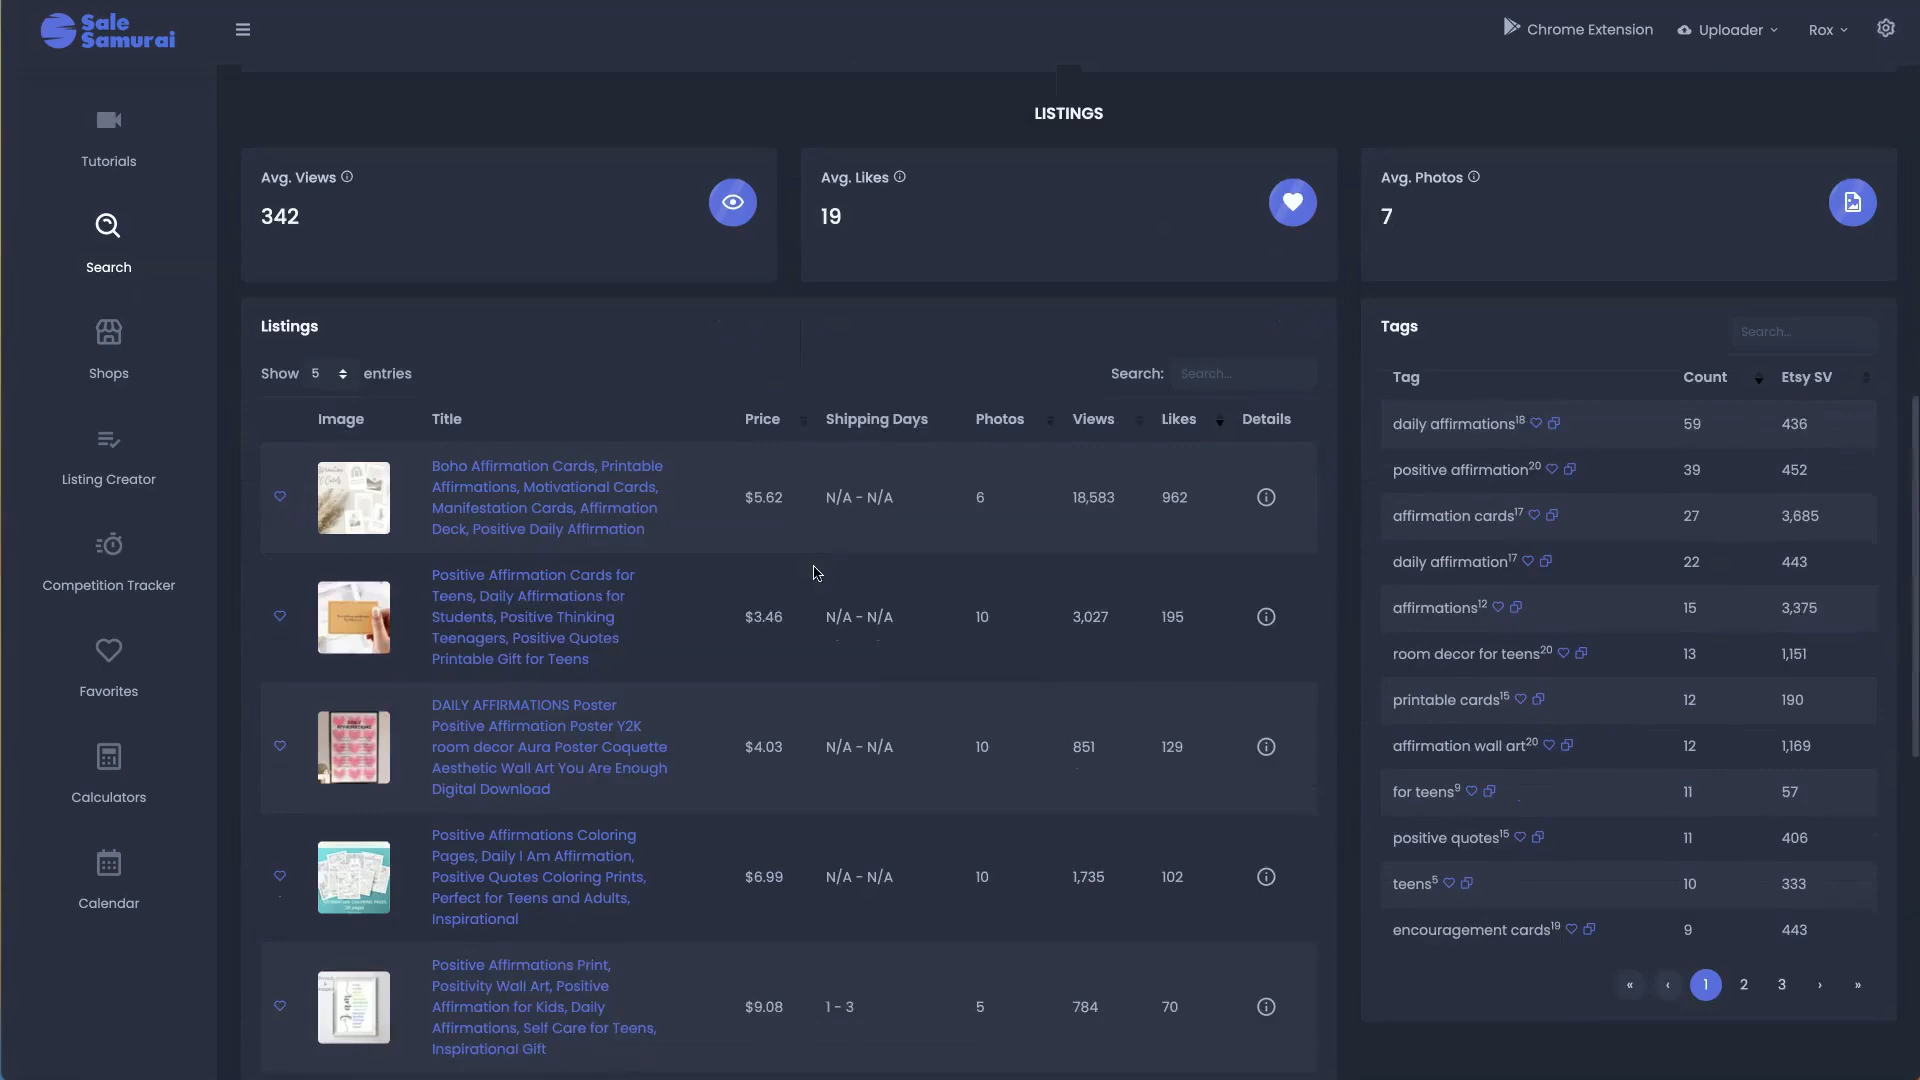 Sale
Samurai
Chrome Extension
Uploader
Rox
Tutorials
Search
Shops
Listing Creator
Competition Tracker
Favorites
Calculators
Calendar
LISTINGS
Avg. Views
342
Avg. Likes
19
Avg. Photos
7
Listings
Show 5 entries
Search: Search...
Image Title Price Shipping Days Photos Views Likes Details
Boho Affirmation Cards, Printable
Affirmations, Motivational Cards,
Manifestation Cards, Affirmation
Deck, Positive Daily Affirmation
$5.62 N/A - N/A 6 18,583 962
Positive Affirmation Cards for
Teens, Daily Affirmations for
Students, Positive Thinking
Teenagers, Positive Quotes
Printable Gift for Teens
$3.46 N/A - N/A 10 3,027 195
DAILY AFFIRMATIONS Poster
Positive Affirmation Poster Y2K
room decor Aura Poster Coquette
Aesthetic Wall Art You Are Enough
Digital Download
$4.03 N/A - N/A 10 851 129
Positive Affirmations Coloring
Pages, Daily I Am Affirmation,
Positive Quotes Coloring Prints,
Perfect for Teens and Adults,
Inspirational
$6.99 N/A - N/A 10 1,735 102
Positive Affirmations Print,
Positivity Wall Art, Positive
Affirmation for Kids, Daily
Affirmations, Self Care for Teens,
Inspirational Gift
$9.08 1 - 3 5 784 70
Tags
Search...
Tag Count Etsy SV
daily affirmations18 59 436
positive affirmation20 39 452
affirmation cards17 27 3,685
daily affirmation17 22 443
affirmations12 15 3,375
room decor for teens20 13 1,151
printable cards15 12 190
affirmation wall art20 12 1,169
for teens9 11 57
positive quotes15 11 406
teens5 10 333
encouragement cards19 9 443
« ‹ 1 2 3 › »